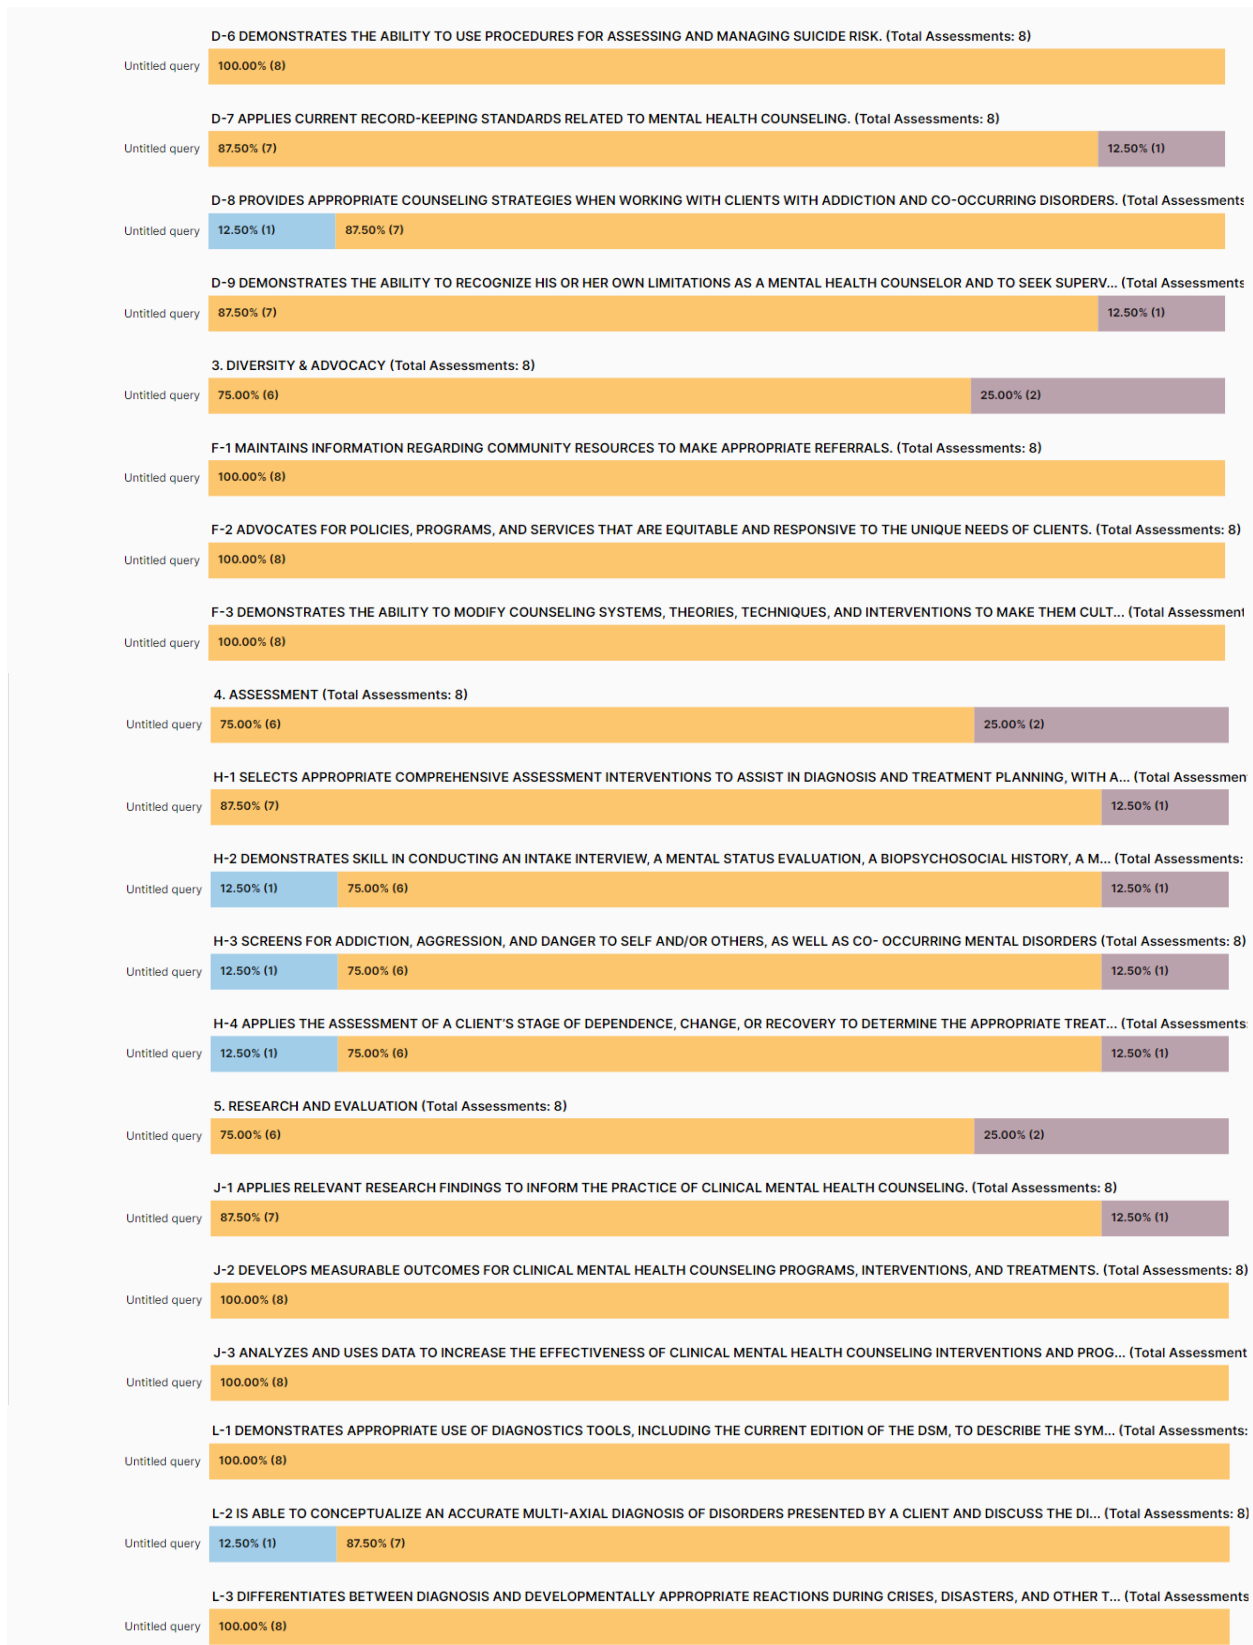 D-6 DEMONSTRATES THE ABILITY TO USE PROCEDURES FOR ASSESSING AND MANAGING SUICIDE RISK. (Total Assessments: 8)
Untitled query 100.00% (8)
D-7 APPLIES CURRENT RECORD-KEEPING STANDARDS RELATED TO MENTAL HEALTH COUNSELING. (Total Assessments: 8)
Untitled query 87.50% (7) 12.50% (1)
D-8 PROVIDES APPROPRIATE COUNSELING STRATEGIES WHEN WORKING WITH CLIENTS WITH ADDICTION AND CO-OCCURRING DISORDERS. (Total Assessments
Untitled query 12.50% (1) 87.50% (7)
D-9 DEMONSTRATES THE ABILITY TO RECOGNIZE HIS OR HER OWN LIMITATIONS AS A MENTAL HEALTH COUNSELOR AND TO SEEK SUPERV... (Total Assessments
Untitled query 87.50% (7) 12.50% (1)
3. DIVERSITY & ADVOCACY (Total Assessments: 8)
Untitled query 75.00% (6) 25.00% (2)
F-1 MAINTAINS INFORMATION REGARDING COMMUNITY RESOURCES TO MAKE APPROPRIATE REFERRALS. (Total Assessments: 8)
Untitled query 100.00% (8)
F-2 ADVOCATES FOR POLICIES, PROGRAMS, AND SERVICES THAT ARE EQUITABLE AND RESPONSIVE TO THE UNIQUE NEEDS OF CLIENTS. (Total Assessments: 8)
Untitled query 100.00% (8)
F-3 DEMONSTRATES THE ABILITY TO MODIFY COUNSELING SYSTEMS, THEORIES, TECHNIQUES, AND INTERVENTIONS TO MAKE THEM CULT... (Total Assessment
Untitled query 100.00% (8)
4. ASSESSMENT (Total Assessments: 8)
Untitled query 75.00% (6) 25.00% (2)
H-1 SELECTS APPROPRIATE COMPREHENSIVE ASSESSMENT INTERVENTIONS TO ASSIST IN DIAGNOSIS AND TREATMENT PLANNING, WITH A... (Total Assessmen
Untitled query 87.50% (7) 12.50% (1)
H-2 DEMONSTRATES SKILL IN CONDUCTING AN INTAKE INTERVIEW, A MENTAL STATUS EVALUATION, A BIOPSYCHOSOCIAL HISTORY, A M... (Total Assessments:
Untitled query 12.50% (1) 75.00% (6) 12.50% (1)
H-3 SCREENS FOR ADDICTION, AGGRESSION, AND DANGER TO SELF AND/OR OTHERS, AS WELL AS CO- OCCURRING MENTAL DISORDERS (Total Assessments: 8)
Untitled query 12.50% (1) 75.00% (6) 12.50% (1)
H-4 APPLIES THE ASSESSMENT OF A CLIENT'S STAGE OF DEPENDENCE, CHANGE, OR RECOVERY TO DETERMINE THE APPROPRIATE TREAT... (Total Assessments:
Untitled query 12.50% (1) 75.00% (6) 12.50% (1)
5. RESEARCH AND EVALUATION (Total Assessments: 8)
Untitled query 75.00% (6) 25.00% (2)
J-1 APPLIES RELEVANT RESEARCH FINDINGS TO INFORM THE PRACTICE OF CLINICAL MENTAL HEALTH COUNSELING. (Total Assessments: 8)
Untitled query 87.50% (7) 12.50% (1)
J-2 DEVELOPS MEASURABLE OUTCOMES FOR CLINICAL MENTAL HEALTH COUNSELING PROGRAMS, INTERVENTIONS, AND TREATMENTS. (Total Assessments: 8)
Untitled query 100.00% (8)
J-3 ANALYZES AND USES DATA TO INCREASE THE EFFECTIVENESS OF CLINICAL MENTAL HEALTH COUNSELING INTERVENTIONS AND PROG... (Total Assessment
Untitled query 100.00% (8)
L-1 DEMONSTRATES APPROPRIATE USE OF DIAGNOSTICS TOOLS, INCLUDING THE CURRENT EDITION OF THE DSM, TO DESCRIBE THE SYM... (Total Assessments:
Untitled query 100.00% (8)
L-2 IS ABLE TO CONCEPTUALIZE AN ACCURATE MULTI-AXIAL DIAGNOSIS OF DISORDERS PRESENTED BY A CLIENT AND DISCUSS THE DI... (Total Assessments: 8)
Untitled query 12.50% (1) 87.50% (7)
L-3 DIFFERENTIATES BETWEEN DIAGNOSIS AND DEVELOPMENTALLY APPROPRIATE REACTIONS DURING CRISES, DISASTERS, AND OTHER T... (Total Assessments
Untitled query 100.00% (8)